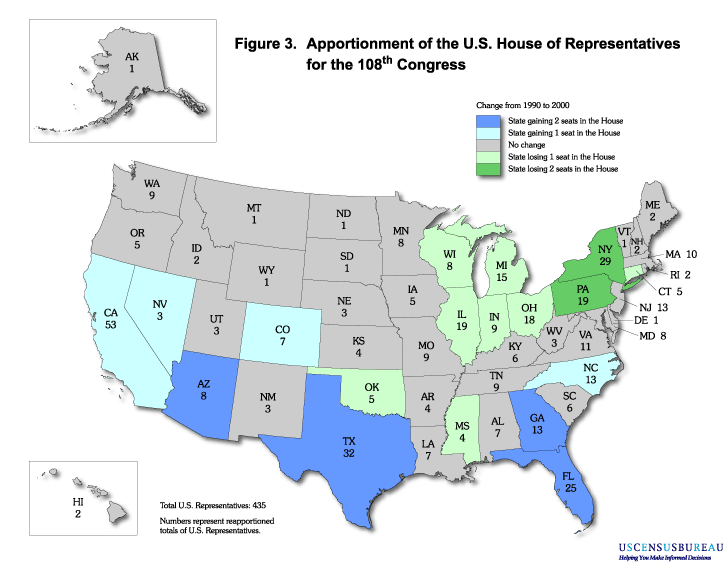 Figure 3. Apportionment of the U.S. House of Representatives
for the 108th Congress
AK
1
Change from 1990 to 2000
State gaining 2 seats in the House
State gaining 1 seat in the House
No change
State losing 1 seat in the House
State losing 2 seats in the House
WA
9
OR
5
ID
2
MT
1
WY
1
ND
1
SD
1
NE
3
KS
4
MN
8
IA
5
MO
9
WI
8
MI
15
IL
19
IN
9
OH
18
KY
6
WV
3
VA
11
PA
19
NY
29
VT
1
NH
2
ME
2
MA 10
RI 2
CT 5
NJ 13
DE 1
MD 8
CA
53
NV
3
UT
3
CO
7
AZ
8
NM
3
OK
5
TX
32
AR
4
LA
7
MS
4
AL
7
TN
9
NC
13
SC
6
GA
13
FL
25
HI
2
Total U.S. Representatives: 435
Numbers represent reapportioned
totals of U.S. Representatives.
USCENSUSBUREAU
Helping You Make Informed Decisions